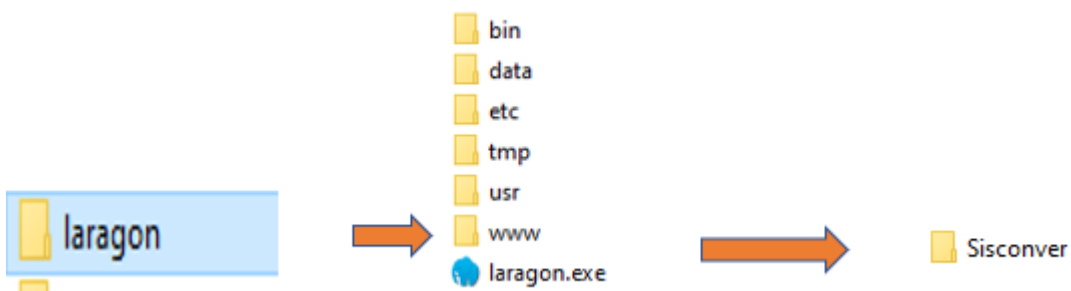 laragon
bin
data
etc
tmp
usr
www
laragon.exe
Sisconver